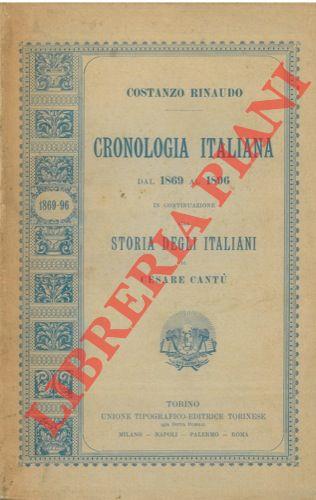 COSTANZO RINAUDO
CRONOLOGIA ITALIANA
DAL 1869 AL 1896
IN CONTINUAZIONE
STORIA DEGLI ITALIANI
DI
CESARE CANTÙ
1869-96
TORINO
UNIONE TIPOGRAFICO-EDITRICE TORINESE
MILANO — NAPOLI — PALERMO — ROMA
LIBRERIA PIANI